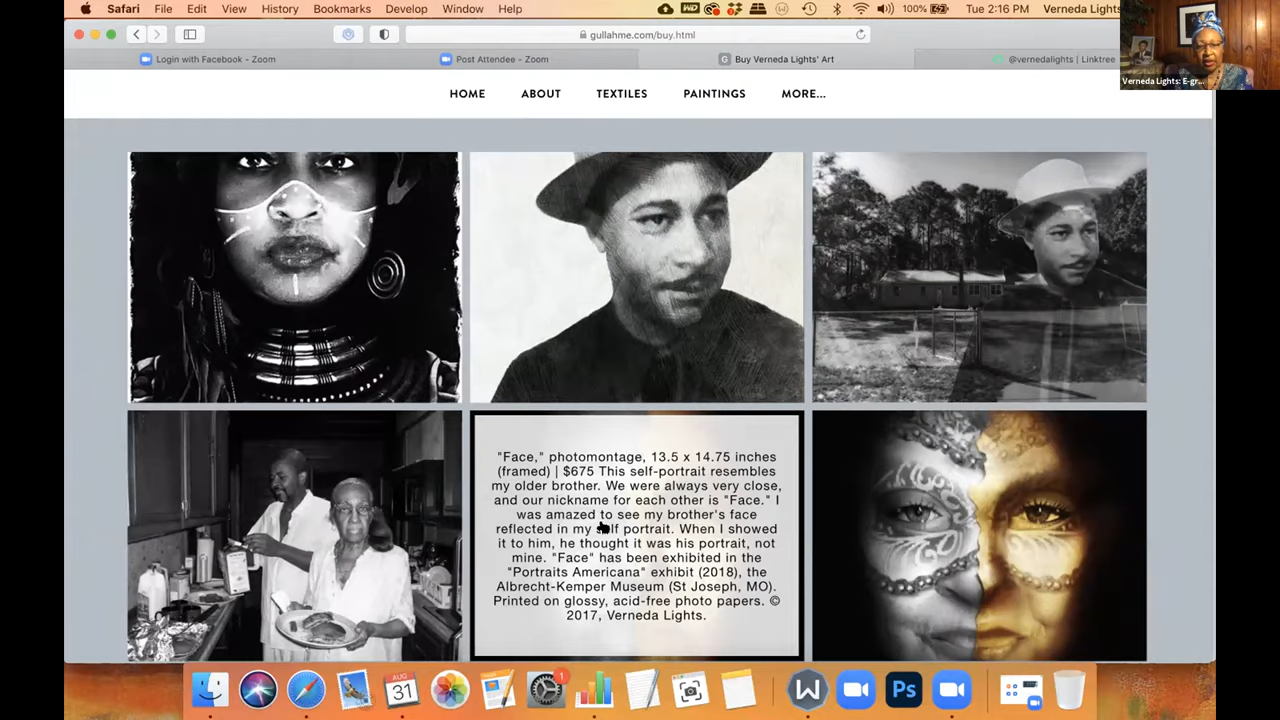 Safari File Edit View History Bookmarks Develop Window Help 100% Tue 2:16 PM Verneda Lights
gullahme.com/buy.html
Login with Facebook - Zoom
Post Attendee - Zoom
Buy Verneda Lights' Art
@vernedalights | Linktree
Verneda Lights: E-gr...
HOME ABOUT TEXTILES PAINTINGS MORE...
"Face," photomontage, 13.5 x 14.75 inches
(framed) | $675 This self-portrait resembles
my older brother. We were always very close,
and our nickname for each other is "Face." I
was amazed to see my brother's face
reflected in my self portrait. When I showed
it to him, he thought it was his portrait, not
mine. "Face" has been exhibited in the
"Portraits Americana" exhibit (2018), the
Albrecht-Kemper Museum (St Joseph, MO).
Printed on glossy, acid-free photo papers. ©
2017, Verneda Lights.
AUG
31
1
Ps